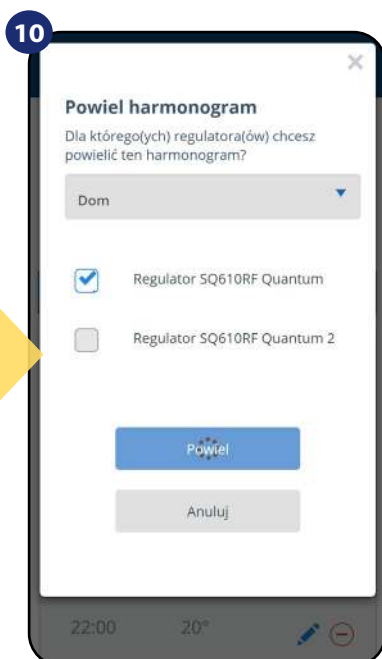 10
Powiel harmonogram
Dla którego(ych) regulatora(ów) chcesz
powielić ten harmonogram?
Dom
Regulator SQ610RF Quantum
Regulator SQ610RF Quantum 2
Powiel
Anuluj
22:00 20°